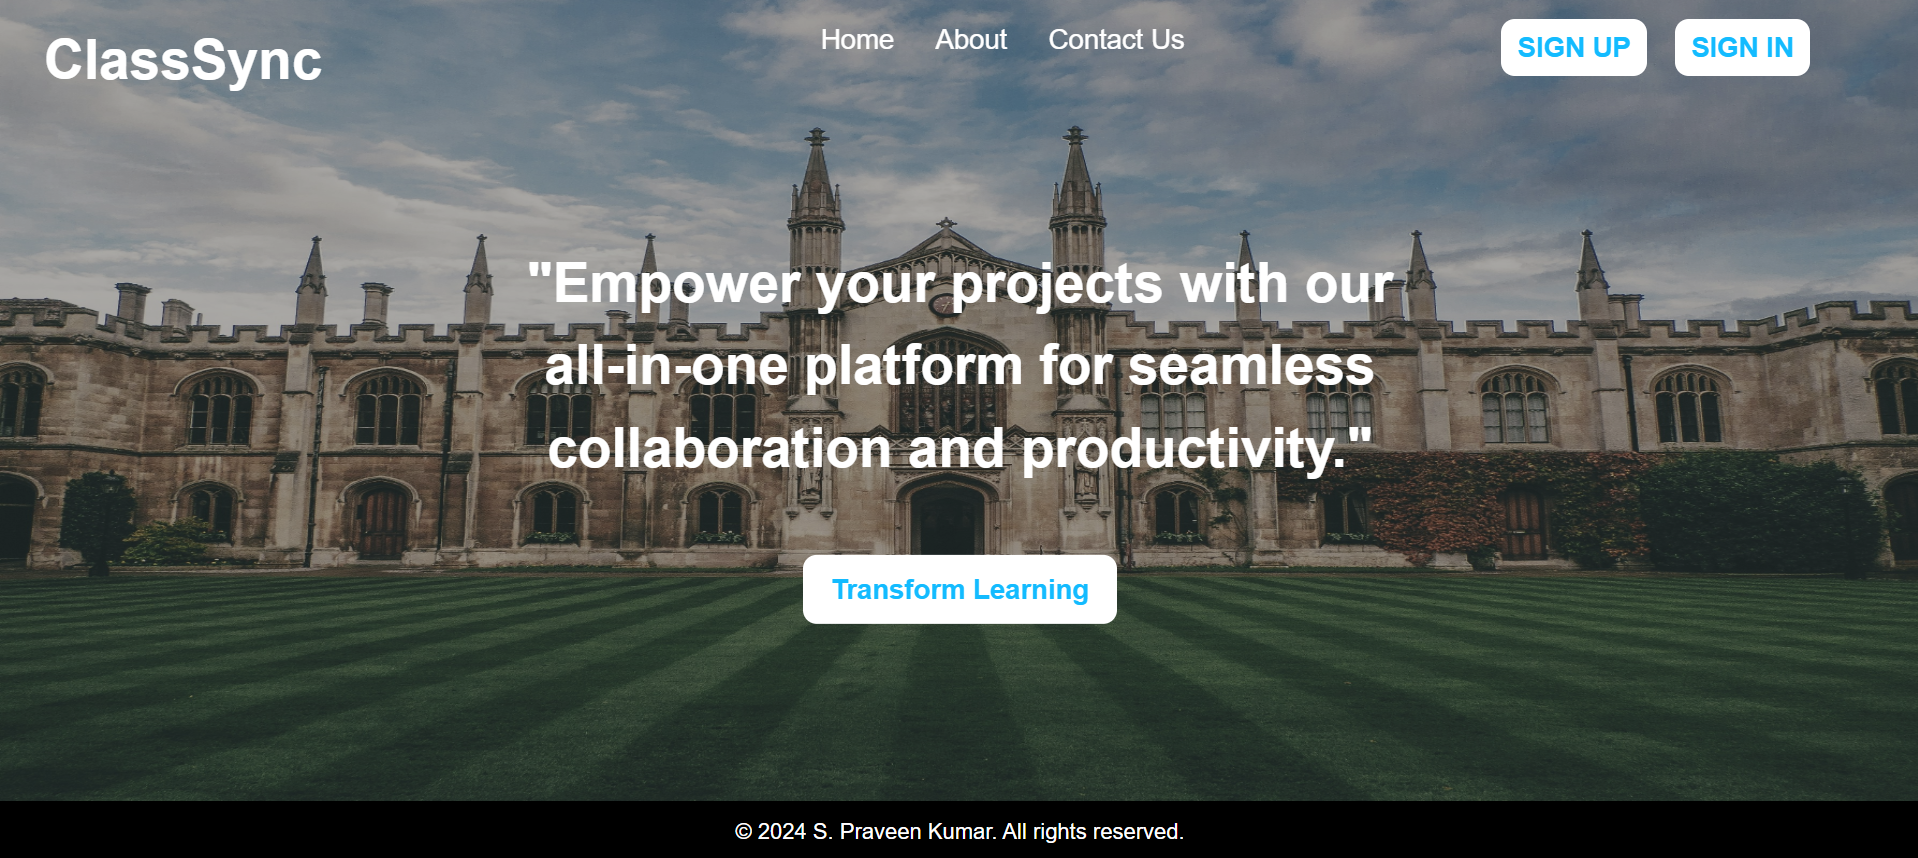 ClassSync
Home About Contact Us
SIGN UP SIGN IN
"Empower your projects with our
all-in-one platform for seamless
collaboration and productivity."
Transform Learning
© 2024 S. Praveen Kumar. All rights reserved.